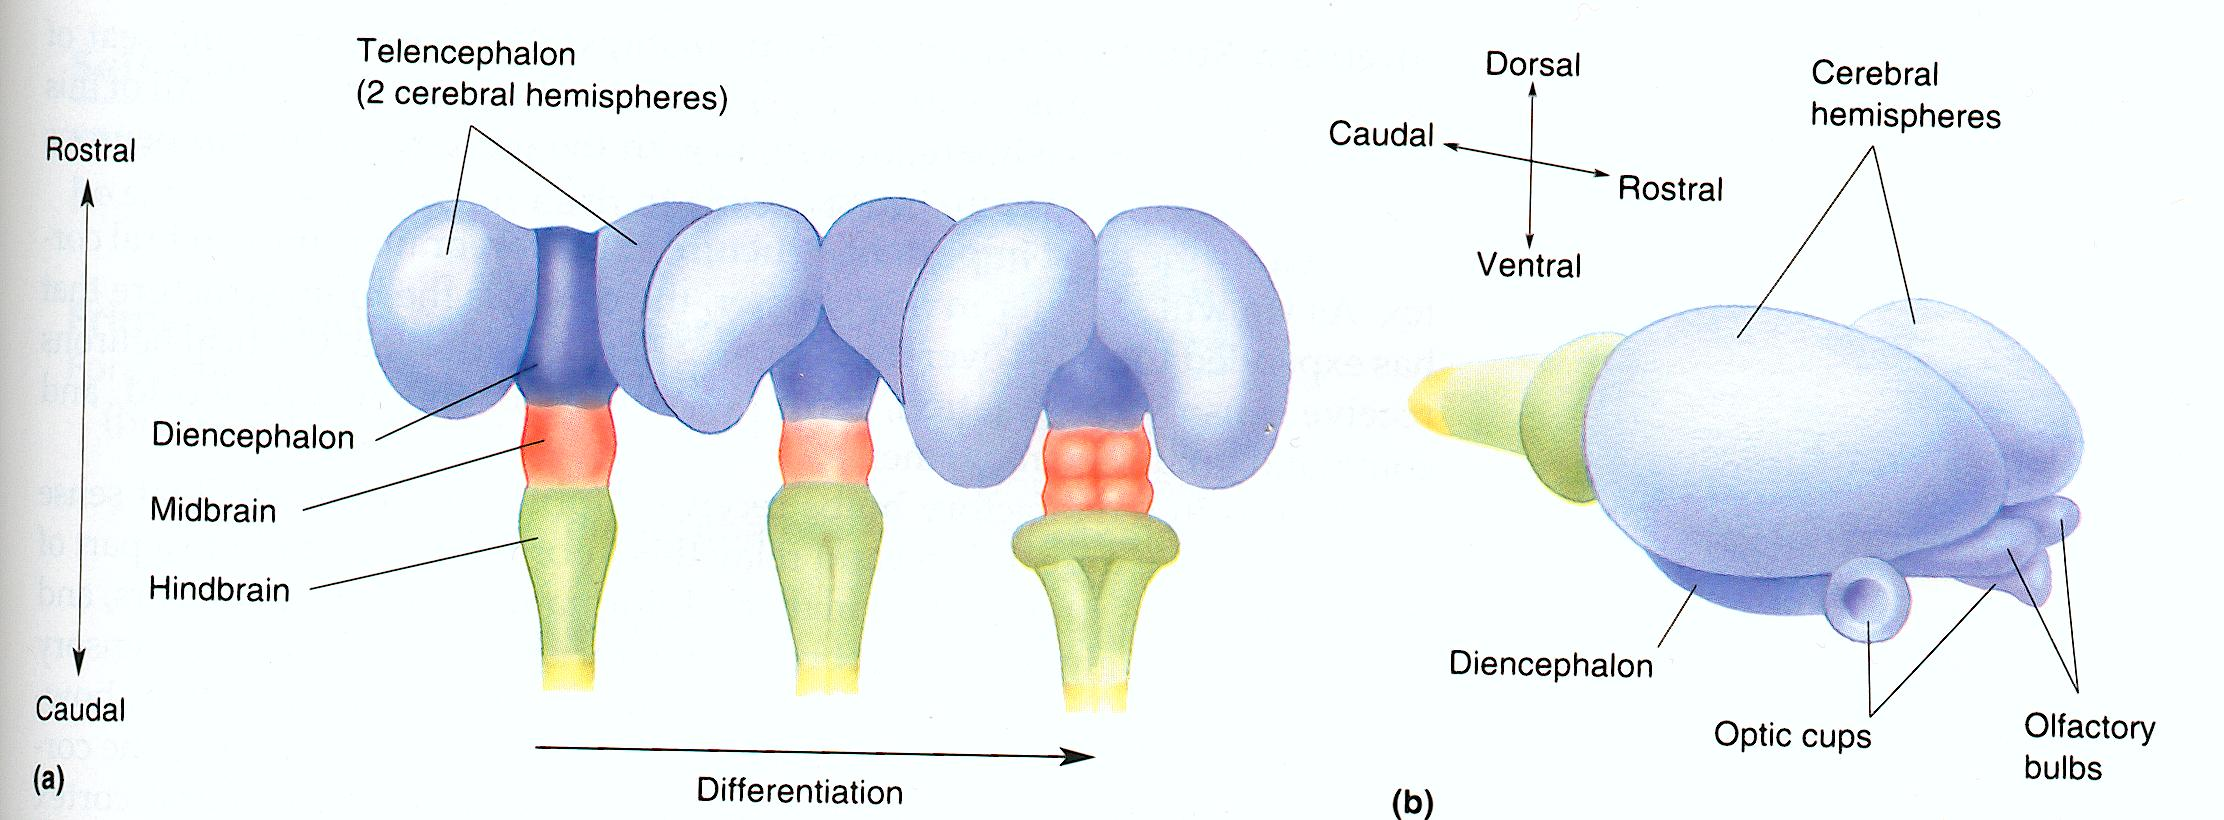 Telencephalon
(2 cerebral hemispheres)
Rostral
Diencephalon
Midbrain
Hindbrain
Caudal
Differentiation
(a)
Dorsal
Caudal
Rostral
Ventral
Cerebral
hemispheres
Diencephalon
Optic cups
Olfactory
bulbs
(b)